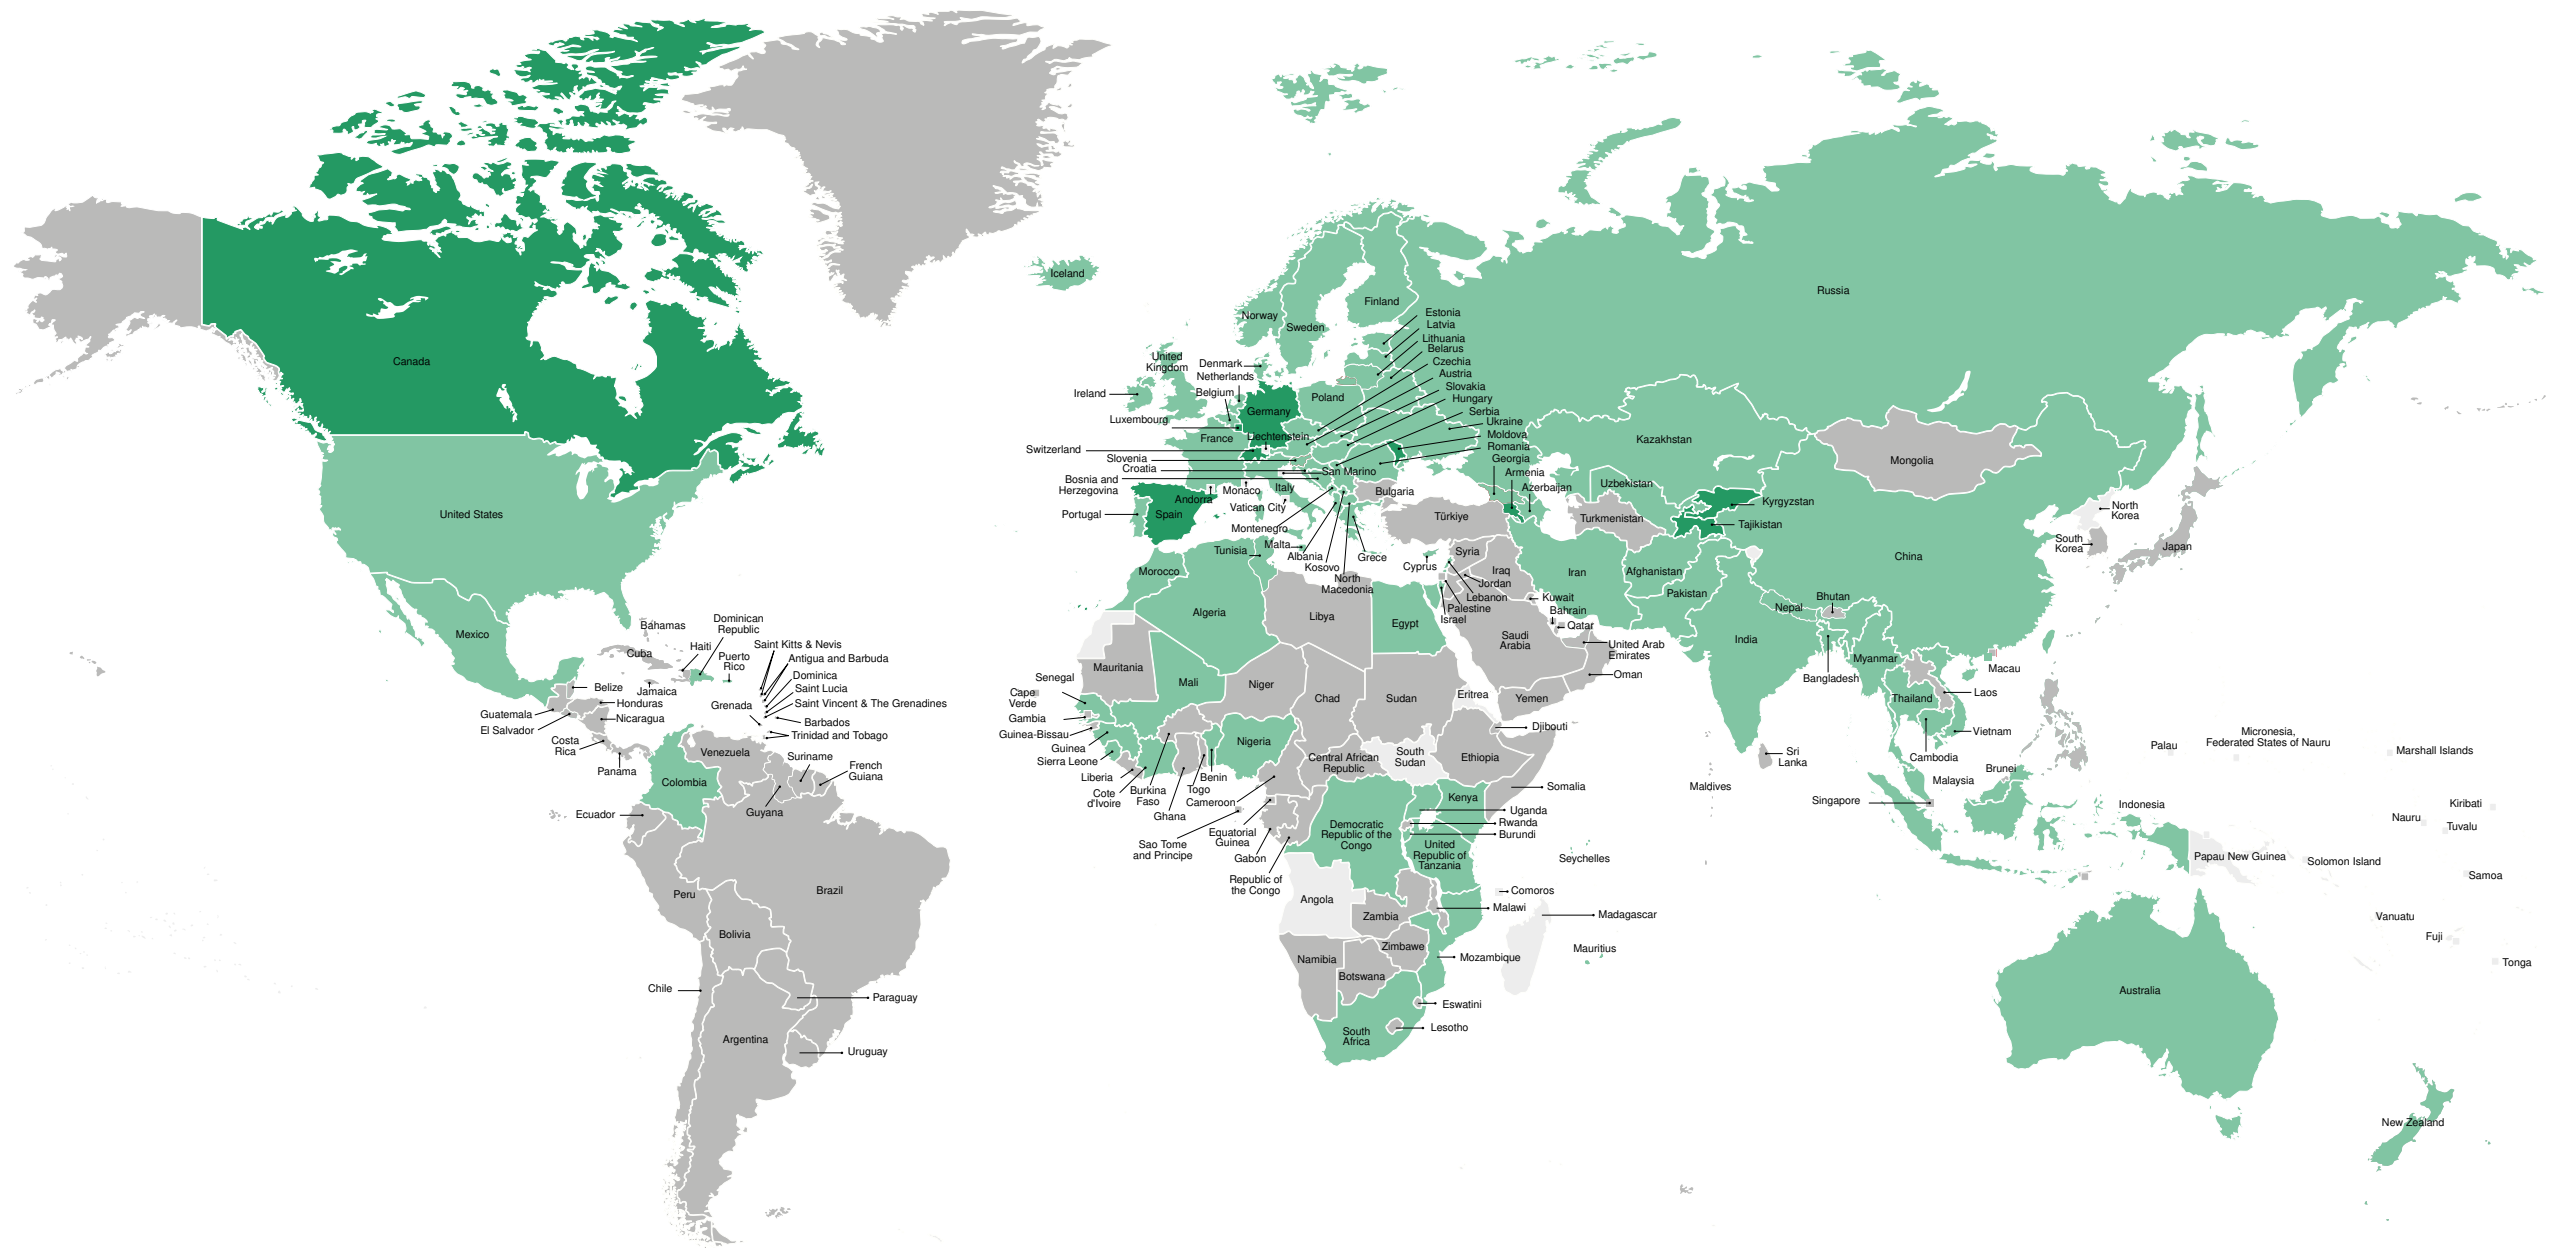 Canada
United States
Mexico
Bahamas
Cuba
Haiti
Dominican
Republic
Puerto
Rico
Saint Kitts & Nevis
Antigua and Barbuda
Dominica
Saint Lucia
Saint Vincent & The Grenadines
Grenada
Barbados
Trinidad and Tobago
Jamaica
Belize
Honduras
Nicaragua
Guatemala
El Salvador
Costa
Rica
Panama
Venezuela
Suriname
French
Guiana
Guyana
Colombia
Ecuador
Peru
Brazil
Bolivia
Chile
Paraguay
Argentina
Uruguay
Iceland
Norway
Sweden
Finland
Estonia
Latvia
Lithuania
Belarus
Czechia
Austria
Slovakia
Hungary
Serbia
Ukraine
Moldova
Romania
Georgia
Armenia
Azerbaijan
United
Kingdom
Denmark
Netherlands
Belgium
Ireland
Luxembourg
Germany
Poland
France
Liechtenstein
Switzerland
Slovenia
Croatia
Bosnia and
Herzegovina
San Marino
Andorra
Monaco
Italy
Bulgaria
Portugal
Spain
Vatican City
Montenegro
Malta
Albania
Kosovo
North
Macedonia
Grece
Cyprus
Türkiye
Russia
Kazakhstan
Uzbekistan
Turkmenistan
Kyrgyzstan
Tajikistan
Mongolia
China
North
Korea
South
Korea
Japan
Syria
Iraq
Jordan
Lebanon
Palestine
Israel
Kuwait
Bahrain
Qatar
Saudi
Arabia
United Arab
Emirates
Oman
Yemen
Iran
Afghanistan
Pakistan
Nepal
Bhutan
India
Bangladesh
Myanmar
Macau
Laos
Thailand
Vietnam
Cambodia
Sri
Lanka
Maldives
Malaysia
Brunei
Singapore
Indonesia
Palau
Micronesia,
Federated States of Nauru
Marshall Islands
Kiribati
Nauru
Tuvalu
Papau New Guinea
Solomon Island
Samoa
Vanuatu
Fuji
Tonga
Australia
New Zealand
Tunisia
Morocco
Algeria
Libya
Egypt
Mauritania
Mali
Niger
Chad
Sudan
Eritrea
Djibouti
Senegal
Cape
Verde
Gambia
Guinea-Bissau
Guinea
Sierra Leone
Liberia
Cote
d'Ivoire
Burkina
Faso
Ghana
Togo
Benin
Nigeria
Cameroon
Central African
Republic
South
Sudan
Ethiopia
Somalia
Sao Tome
and Principe
Equatorial
Guinea
Gabon
Republic of
the Congo
Democratic
Republic of the
Congo
Kenya
Uganda
Rwanda
Burundi
United
Republic of
Tanzania
Seychelles
Comoros
Malawi
Madagascar
Mauritius
Angola
Zambia
Zimbawe
Mozambique
Namibia
Botswana
Eswatini
Lesotho
South
Africa